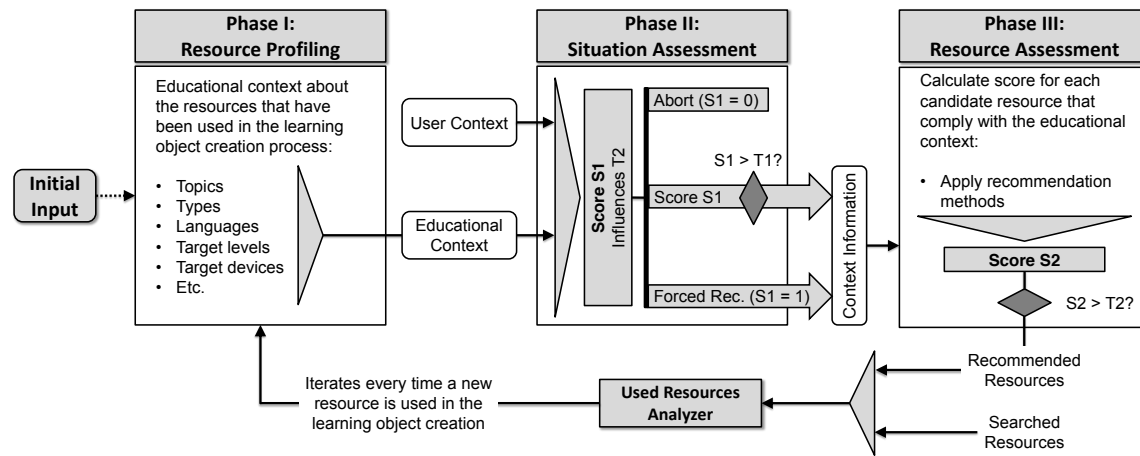 Phase I:
Resource Profiling
Educational context about
the resources that have
been used in the learning
object creation process:
• Topics
• Types
• Languages
• Target levels
• Target devices
• Etc.
Initial
Input
User Context
Educational
Context
Phase II:
Situation Assessment
Score S1
Influences T2
Abort (S1 = 0)
S1 > T1?
Score S1
Forced Rec. (S1 = 1)
Context Information
Phase III:
Resource Assessment
Calculate score for each
candidate resource that
comply with the educational
context:
• Apply recommendation
methods
Score S2
S2 > T2?
Recommended
Resources
Searched
Resources
Used Resources
Analyzer
Iterates every time a new
resource is used in the
learning object creation